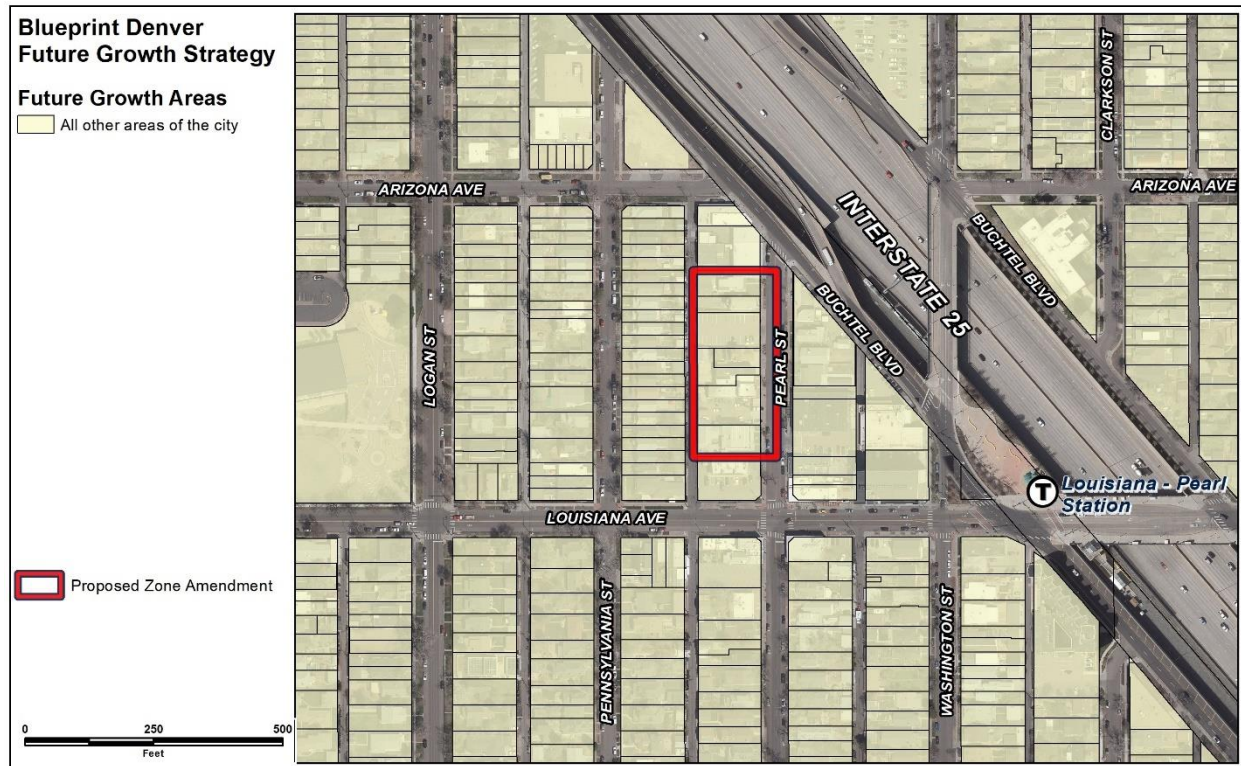 Blueprint Denver
Future Growth Strategy
Future Growth Areas
All other areas of the city
CLARKSON ST
ARIZONA AVE
ARIZONA AVE
INTERSTATE 25
BUCHTEL BLVD
BUCHTEL BLVD
LOGAN ST
PEARL ST
T
Louisiana - Pearl
Station
LOUISIANA AVE
Proposed Zone Amendment
PENNSYLVANIA ST
WASHINGTON ST
0 250 500
Feet